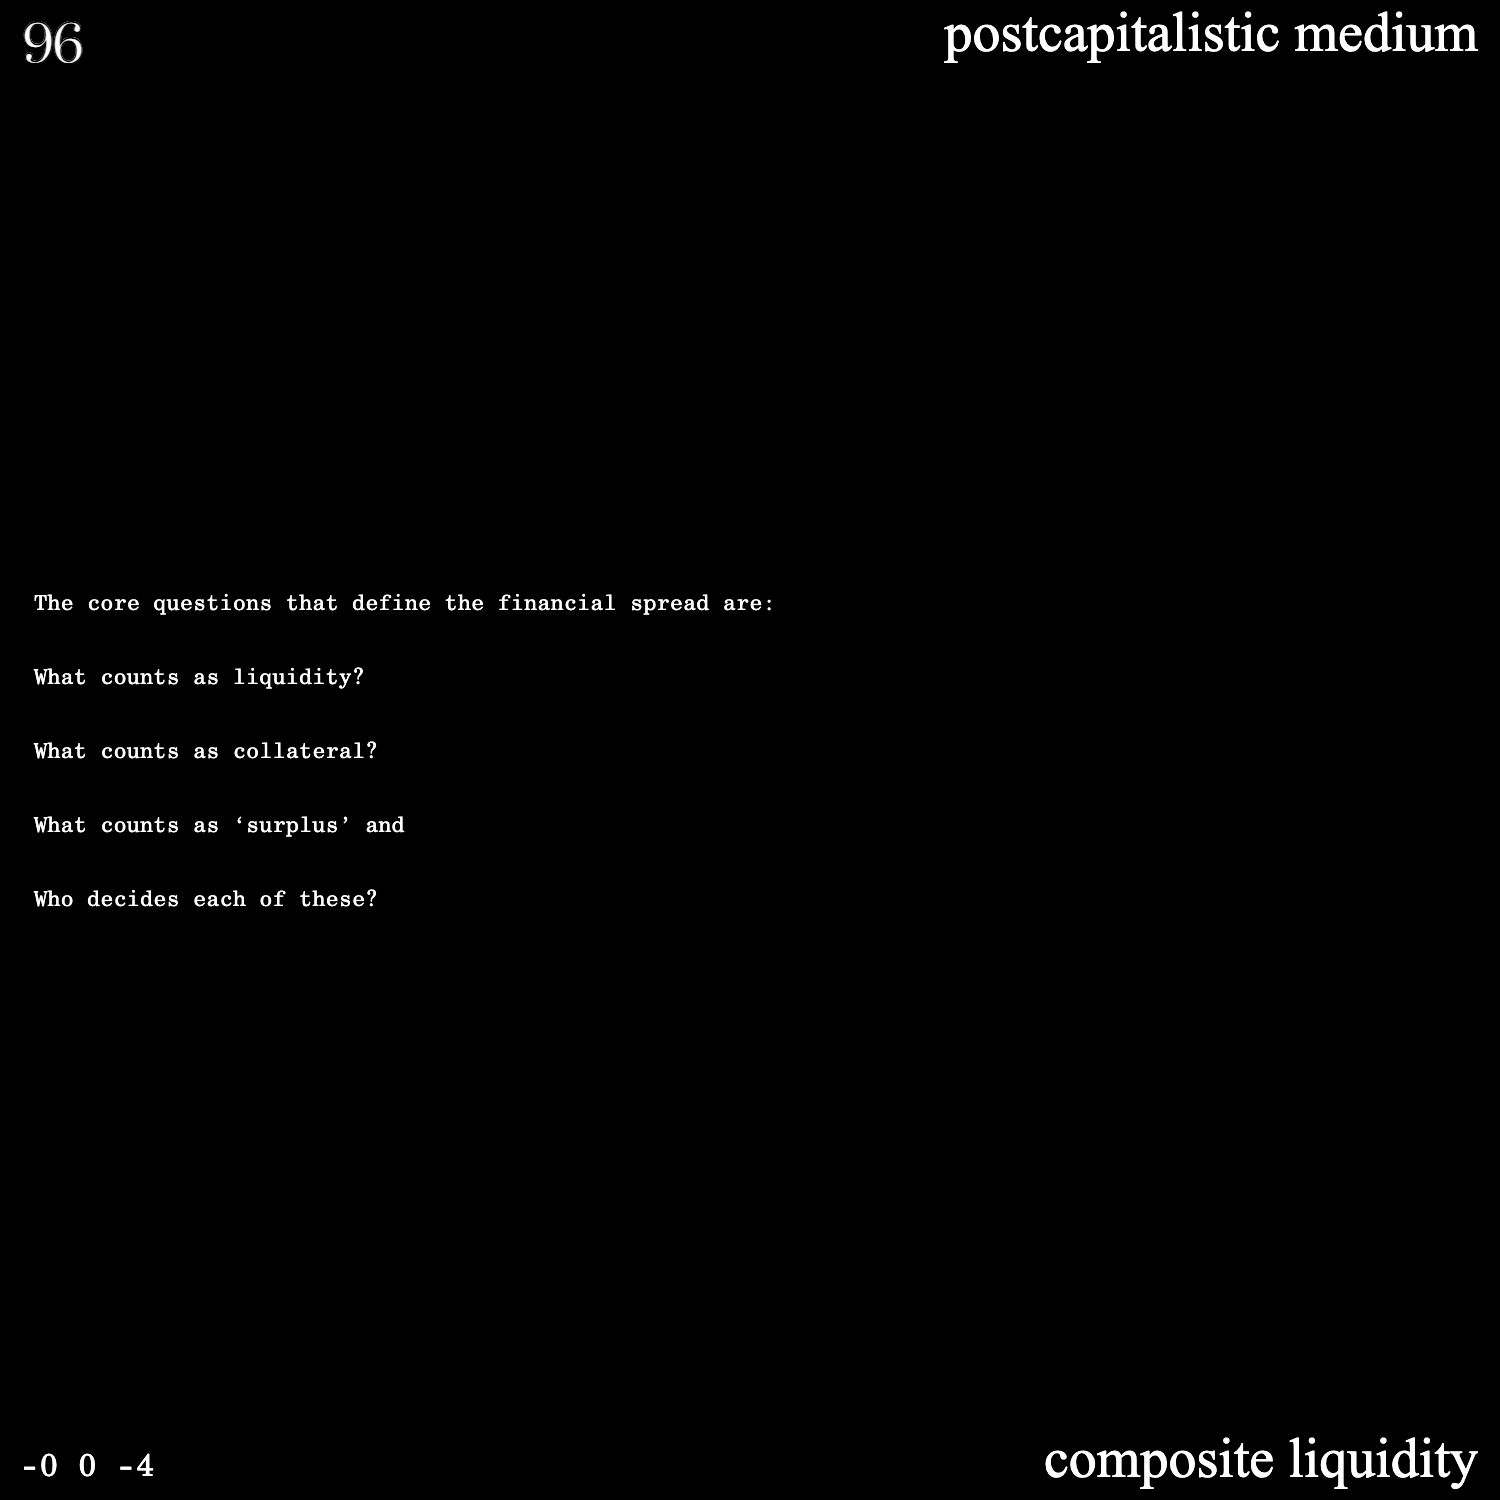 96
postcapitalistic medium
The core questions that define the financial spread are:
What counts as liquidity?
What counts as collateral?
What counts as ‘surplus’ and
Who decides each of these?
-0 0 -4
composite liquidity